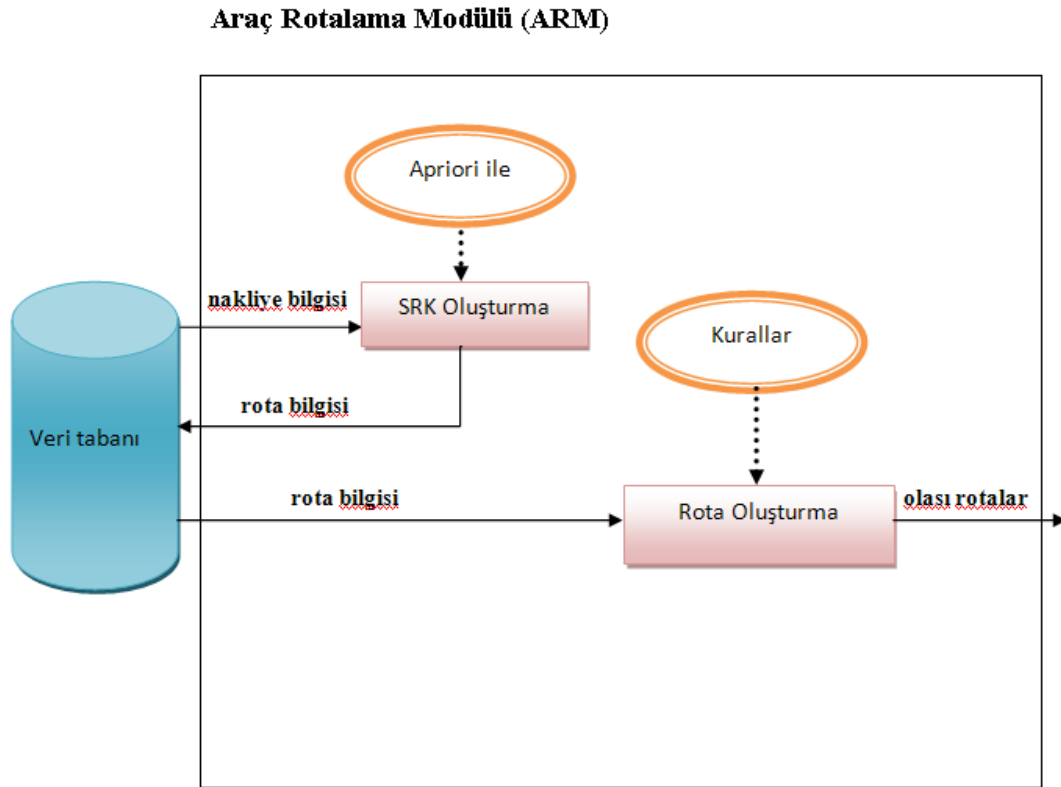 Araç Rotalama Modülü (ARM)
Apriori ile
nakliye bilgisi
SRK Oluşturma
Kurallar
rota bilgisi
Veri tabanı
rota bilgisi
Rota Oluşturma
olası rotalar